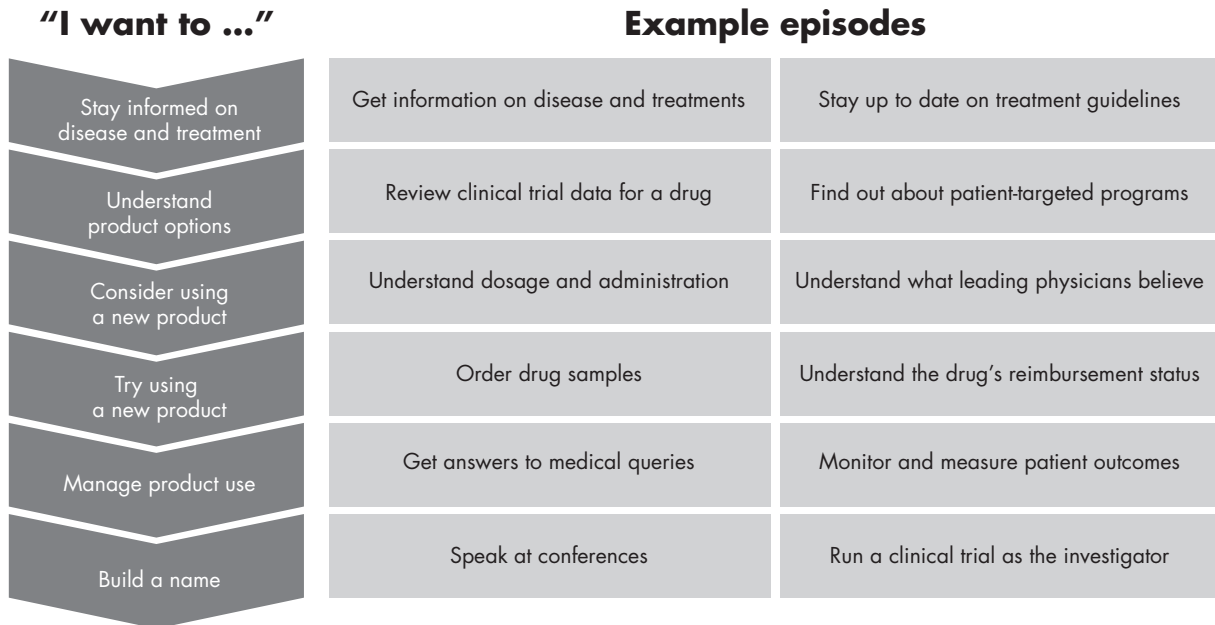 “I want to ...”
Example episodes
Stay informed on
disease and treatment
Get information on disease and treatments
Stay up to date on treatment guidelines
Understand
product options
Review clinical trial data for a drug
Find out about patient-targeted programs
Consider using
a new product
Understand dosage and administration
Understand what leading physicians believe
Try using
a new product
Order drug samples
Understand the drug’s reimbursement status
Manage product use
Get answers to medical queries
Monitor and measure patient outcomes
Build a name
Speak at conferences
Run a clinical trial as the investigator